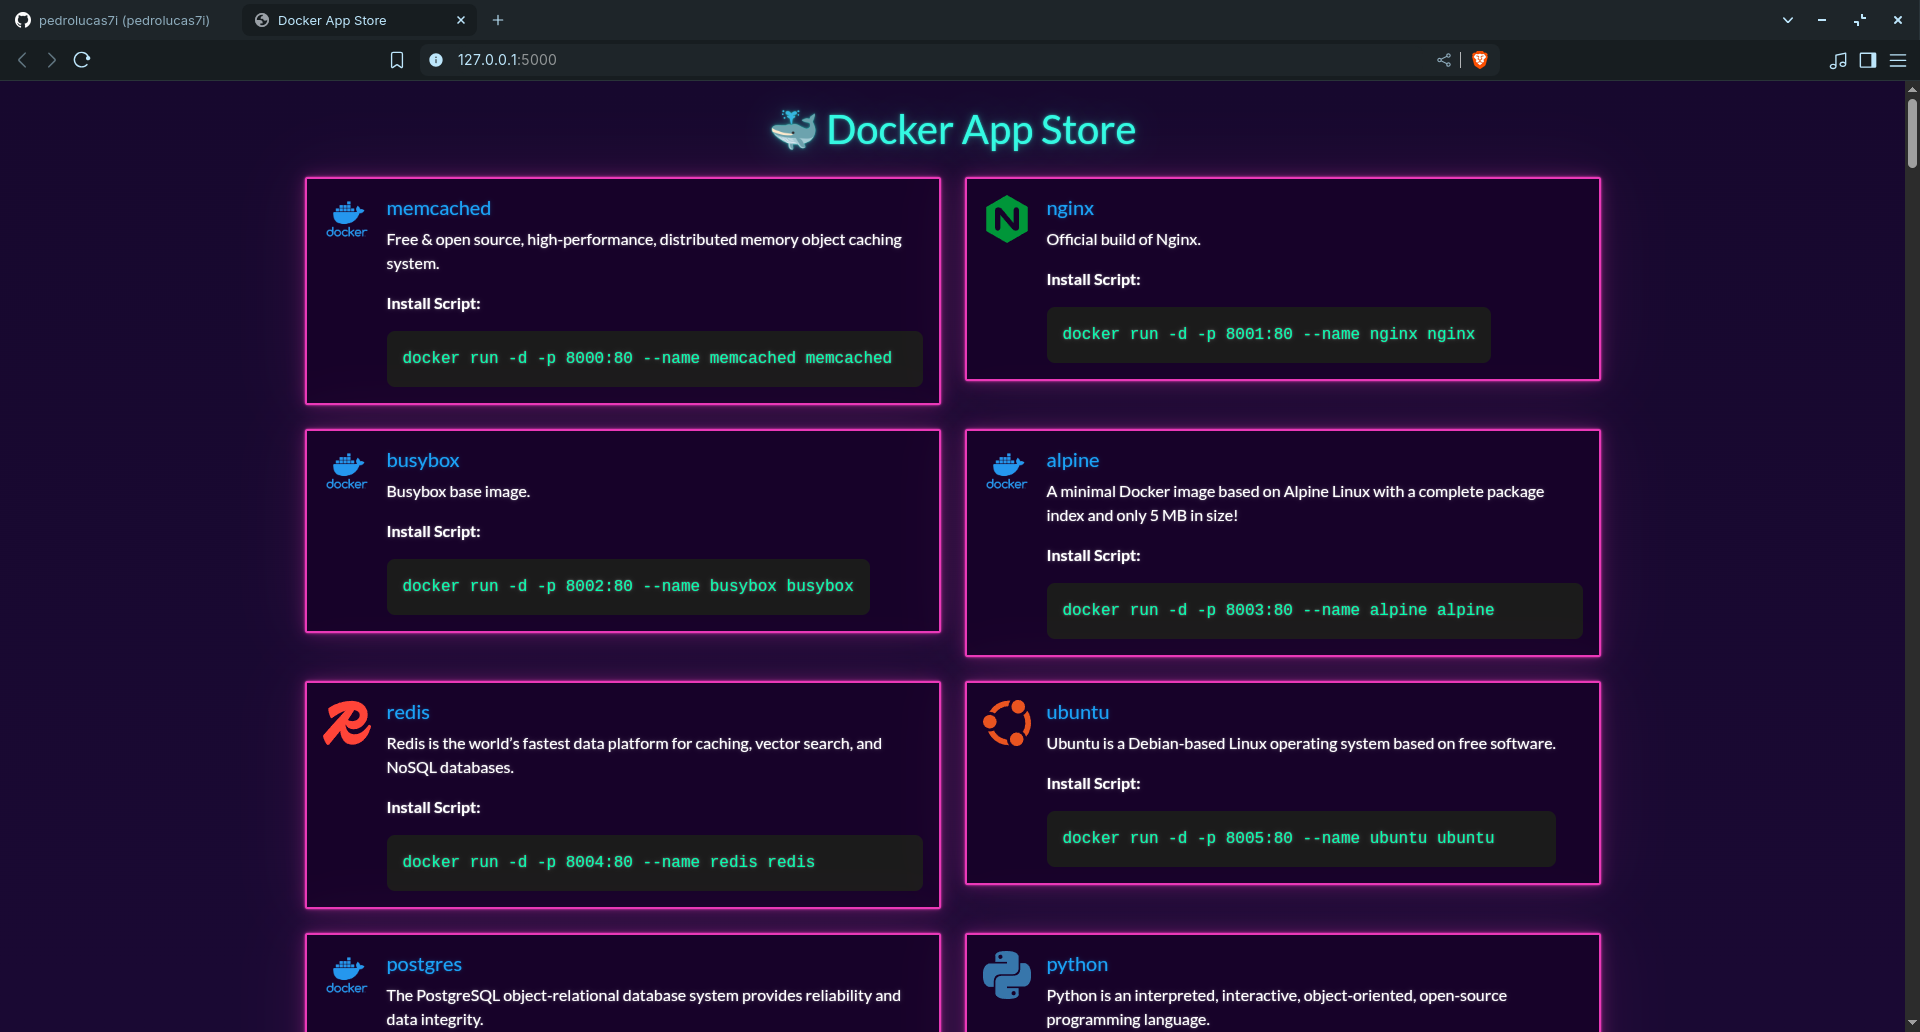 pedrolucas7i (pedrolucas7i)
Docker App Store
127.0.0.1:5000
Docker App Store
docker
memcached
Free & open source, high-performance, distributed memory object caching
system.
Install Script:
docker run -d -p 8000:80 --name memcached memcached
N
nginx
Official build of Nginx.
Install Script:
docker run -d -p 8001:80 --name nginx nginx
docker
busybox
Busybox base image.
Install Script:
docker run -d -p 8002:80 --name busybox busybox
docker
alpine
A minimal Docker image based on Alpine Linux with a complete package
index and only 5 MB in size!
Install Script:
docker run -d -p 8003:80 --name alpine alpine
redis
Redis is the world’s fastest data platform for caching, vector search, and
NoSQL databases.
Install Script:
docker run -d -p 8004:80 --name redis redis
ubuntu
Ubuntu is a Debian-based Linux operating system based on free software.
Install Script:
docker run -d -p 8005:80 --name ubuntu ubuntu
docker
postgres
The PostgreSQL object-relational database system provides reliability and
data integrity.
python
Python is an interpreted, interactive, object-oriented, open-source
programming language.